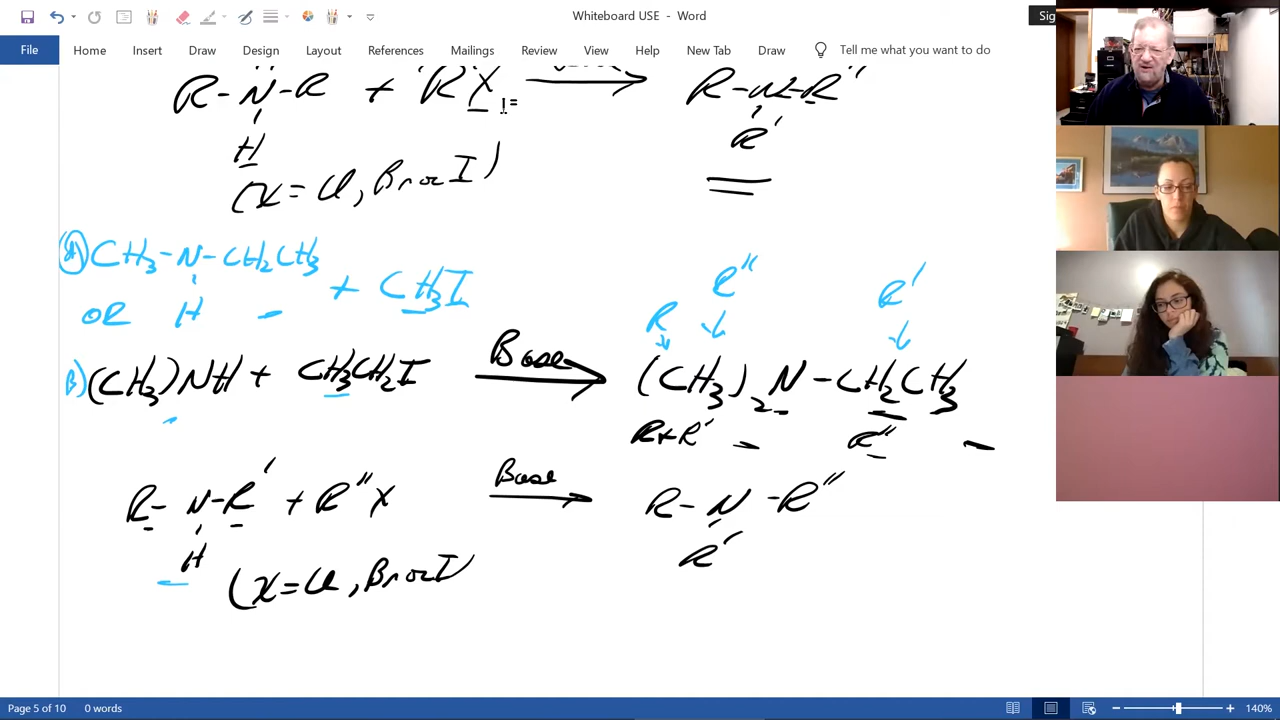 Whiteboard USE - Word
Sig
File Home Insert Draw Design Layout References Mailings Review View Help New Tab Draw Tell me what you want to do
R-N-R + RX → R-N-R''
H R'
(X=Cl, Br or I)
(A) CH3-N-CH2CH3 + CH3I
OR H
R R'' R'
B) (CH3)NH + CH3CH2I Base → (CH3)2N-CH2CH3
R+R' R''
R-N-R' + R''X Base → R-N-R''
H R'
(X=Cl, Br or I)
Page 5 of 10 0 words 140%